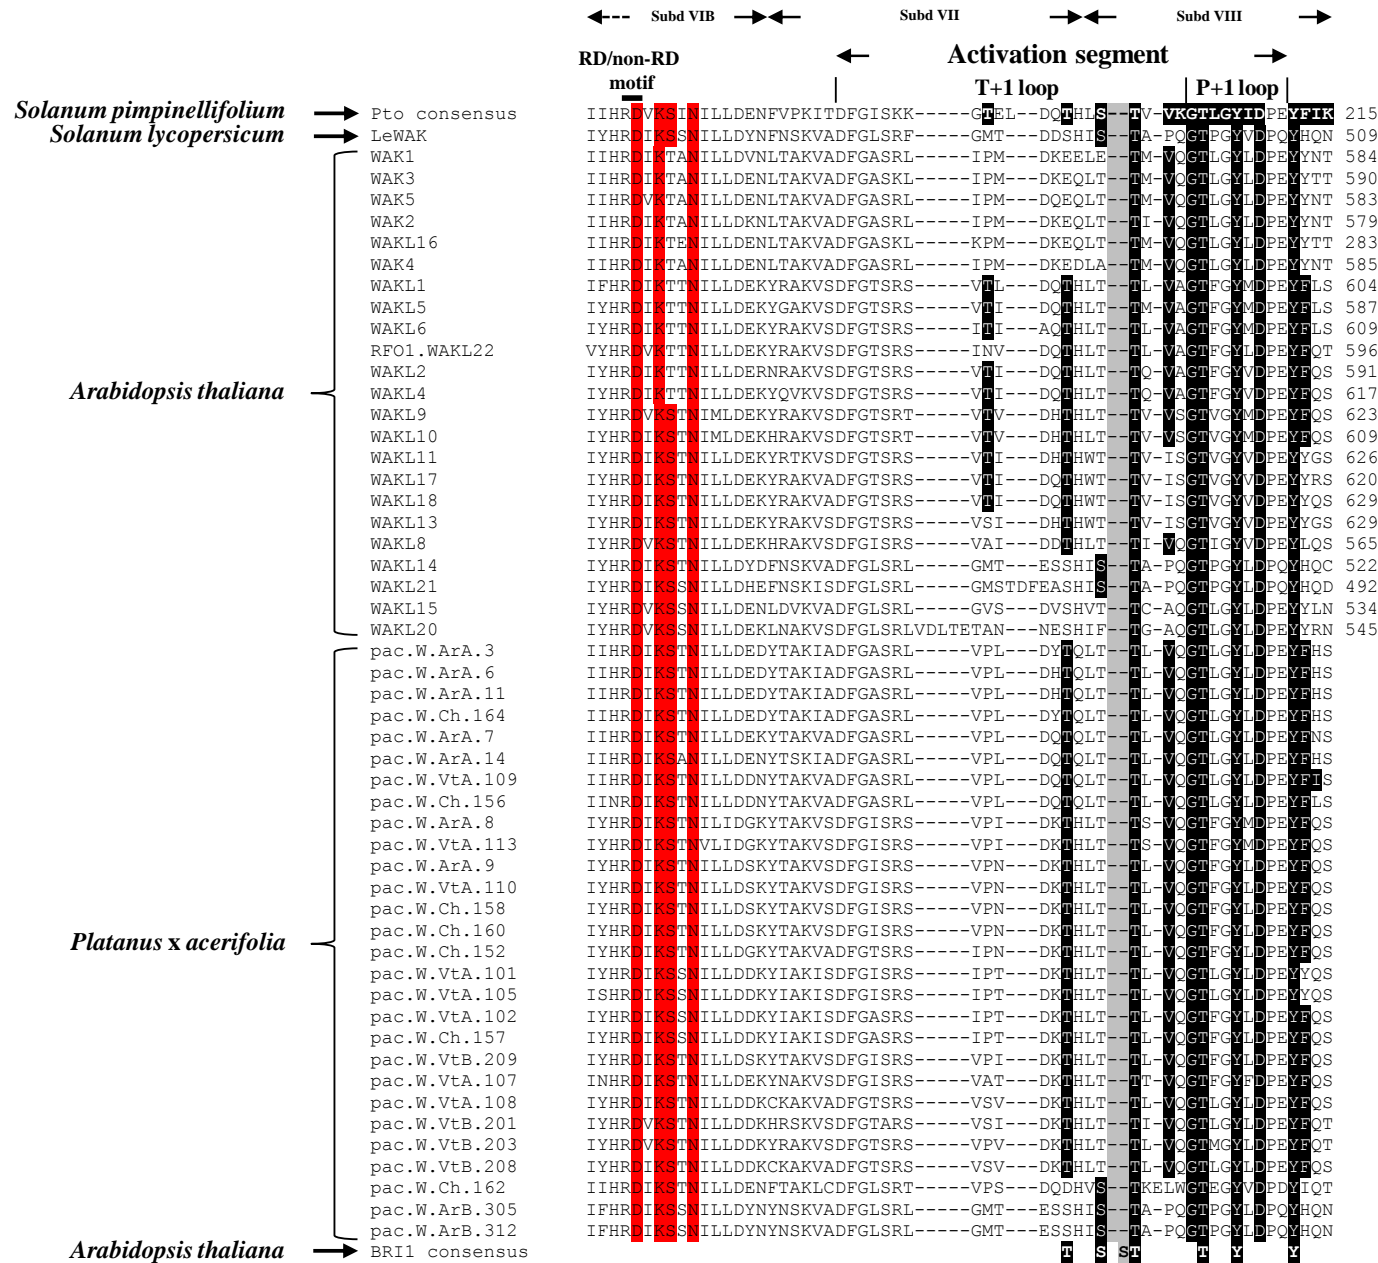 Subd VIB Subd VII Subd VIII
Activation segment
RD/non-RD motif T+1 loop P+1 loop
Solanum pimpinellifolium Pto consensus IIHRDVKSINILLDENFVPKITDFGISKK-----GTEL--DQTHLS--TV-VKGTLGYIDPEYFIK 215
Solanum lycopersicum LeWAK IYHRDVKSSNILLDYNFNSKVADFGLSRF-----GMT---DDSHIS--TA-PQGTPGYVDPQYHQN 509
WAK1 IIHRDIKTANILLDVNLTAKVADFGASRL-----IPM---DKEELE--TM-VQGTLGYLDPEYYNT 584
WAK3 IIHRDIKTANILLDENLTAKVADFGASKL-----IPM---DKEQLT--TM-VQGTLGYLDPEYYTT 590
WAK5 IIHRDVKTANILLDENLTAKVADFGASRL-----IPM---DQEQLT--TM-VQGTLGYLDPEYYNT 583
WAK2 IIHRDIKTANILLDKNLTAKVADFGASRL-----IPM---DKEQLT--TI-VQGTLGYLDPEYYNT 579
WAKL16 IIHRDIKTENILLDENLTAKVADFGASKL-----KPM---DKEQLT--TM-VQGTLGYLDPEYYTT 283
WAK4 IIHRDIKTANILLDENLTAKVADFGASRL-----IPM---DKEDLA--TM-VQGTLGYLDPEYYNT 585
WAKL1 IFHRDIKTTNILLDEKYRAKVSDFGTSRS-----VTL---DQTHLT--TL-VAGTFGYMDPEYFLS 604
WAKL5 IYHRDIKTTNILLDEKYGAKVSDFGTSRS-----VTI---DQTHLT--TM-VAGTFGYMDPEYFLS 587
WAKL6 IYHRDIKTTNILLDEKYRAKVSDFGTSRS-----ITI---AQTHLT--TL-VAGTFGYMDPEYFLS 609
RFO1.WAKL22 VYHRDVKTTNILLDEKYRAKVSDFGTSRS-----INV---DQTHLT--TL-VAGTFGYLDPEYFQT 596
WAKL2 IYHRDIKTTNILLDERNRAKVSDFGTSRS-----VTI---DQTHLT--TQ-VAGTFGYVDPEYFQS 591
Arabidopsis thaliana WAKL4 IYHRDIKTTNILLDEKYQVKVSDFGTSRS-----VTI---DQTHLT--TQ-VAGTFGYVDPEYFQS 617
WAKL9 IYHRDVKSTNIMLDEKYRAKVSDFGTSRT-----VTV---DHTHLT--TV-VSGTVGYMDPEYFQS 623
WAKL10 IYHRDIKSTNIMLDEKHRAKVSDFGTSRT-----VTV---DHTHLT--TV-VSGTVGYMDPEYFQS 609
WAKL11 IYHRDIKSTNILLDEKYRTKVSDFGTSRS-----VTI---DHTHWT--TV-ISGTVGYVDPEYYGS 626
WAKL17 IYHRDIKSTNILLDEKYRAKVSDFGTSRS-----VTI---DQTHWT--TV-ISGTVGYVDPEYYRS 620
WAKL18 IYHRDIKSTNILLDEKYRAKVSDFGTSRS-----VTI---DQTHWT--TV-ISGTVGYVDPEYYQS 629
WAKL13 IYHRDIKSTNILLDEKYRAKVSDFGTSRS-----VSI---DHTHWT--TV-ISGTVGYVDPEYYGS 629
WAKL8 IYHRDVKSTNILLDEKHRAKVSDFGISRS-----VAI---DDTHLT--TI-VQGTIGYVDPEYLQS 565
WAKL14 IYHRDIKSTNILLDYDFNSKVADFGLSRL-----GMT---ESSHIS--TA-PQGTPGYLDPQYHQC 522
WAKL21 IYHRDIKSSNILLDHEFNSKISDFGLSRL-----GMSTDFEASHIS--TA-PQGTPGYLDPQYHQD 492
WAKL15 IYHRDVKSSNILLDENLDVKVADFGLSRL-----GVS---DVSHVT--TC-AQGTLGYLDPEYYLN 534
WAKL20 IYHRDVKSSNILLDEKLNAKVSDFGLSRLVDLTETAN---NESHIF--TG-AQGTLGYLDPEYYRN 545
pac.W.ArA.3 IIHRDIKSTNILLDEDYTAKIADFGASRL-----VPL---DYTQLT--TL-VQGTLGYLDPEYFHS
pac.W.ArA.6 IIHRDIKSTNILLDEDYTAKIADFGASRL-----VPL---DHTQLT--TL-VQGTLGYLDPEYFHS
pac.W.ArA.11 IIHRDIKSTNILLDEDYTAKIADFGASRL-----VPL---DHTQLT--TL-VQGTLGYLDPEYFHS
pac.W.Ch.164 IIHRDIKSTNILLDEDYTAKIADFGASRL-----VPL---DYTQLT--TL-VQGTLGYLDPEYFHS
pac.W.ArA.7 IIHRDIKSTNILLDEKYTAKVADFGASRL-----VPL---DQTQLT--TL-VQGTLGYLDPEYFNS
pac.W.ArA.14 IIHRDIKSANILLDENYTSKIADFGASRL-----VPL---DQTQLT--TL-VQGTLGYLDPEYFHS
pac.W.VtA.109 IIHRDIKSTNILLDDNYTAKVADFGASRL-----VPL---DQTQLT--TL-VQGTLGYLDPEYFIS
pac.W.Ch.156 IINRDIKSTNILLDDNYTAKVADFGASRS-----VPL---DQTQLT--TL-VQGTLGYLDPEYFLS
pac.W.ArA.8 IYHRDIKSTNILIDGKYTAKVSDFGISRS-----VPI---DKTHLT--TS-VQGTFGYMDPEYFQS
pac.W.VtA.113 IYHRDIKSTNVLIDGKYTAKVSDFGISRS-----VPI---DKTHLT--TS-VQGTFGYMDPEYFQS
pac.W.ArA.9 IYHRDIKSTNILLDSKYTAKVSDFGISRS-----VPN---DKTHLT--TL-VQGTFGYLDPEYFQS
pac.W.VtA.110 IYHRDIKSTNILLDSKYTAKVSDFGISRS-----VPN---DKTHLT--TL-VQGTFGYLDPEYFQS
pac.W.Ch.158 IYHRDIKSTNILLDSKYTAKVSDFGISRS-----VPN---DKTHLT--TL-VQGTFGYLDPEYFQS
Platanus x acerifolia pac.W.Ch.160 IYHRDIKSTNILLDSKYTAKVSDFGISRS-----VPN---DKTHLT--TL-VQGTFGYLDPEYFQS
pac.W.Ch.152 IYHKDIKSTNILLDGKYTAKVSDFGTSRS-----IPN---DKTHLT--TL-VQGTFGYLDPEYFQS
pac.W.VtA.101 IYHRDIKSSNILLDDKYIAKISDFGISRS-----IPT---DKTHLT--TL-VQGTLGYLDPEYYQS
pac.W.VtA.105 ISHRDIKSSNILLDDKYIAKISDFGISRS-----IPT---DKTHLT--TL-VQGTLGYLDPEYYQS
pac.W.VtA.102 IYHRDIKSSNILLDDKYIAKISDFGASRS-----IPT---DKTHLT--TL-VQGTLGYLDPEYFQS
pac.W.Ch.157 IYHRDIKSSNILLDDKYIAKISDFGASRS-----IPT---DKTHLT--TL-VQGTLGYLDPEYFQS
pac.W.VtB.209 IYHRDIKSTNILLDSKYTAKVSDFGISRS-----VPI---DKTHLT--TL-VQGTFGYLDPEYFQS
pac.W.VtA.107 INHRDIKSTNILLDEKYNAKVSDFGISRS-----VAT---DKTHLT--TT-VQGTFGYFDPEYFQS
pac.W.VtA.108 IYHRDIKSTNILLDDKCKAKVADFGTSRS-----VSV---DKTHLT--TL-VQGTLGYLDPEYFQS
pac.W.VtB.201 IYHRDVKSTNILLDDKHRSKVSDFGTARS-----VSI---DKTHLT--TI-VQGTFGYLDPEYFQT
pac.W.VtB.203 IYHRDVKSTNILLDDKYRAKVSDFGTSRS-----VPV---DKTHLT--TL-VQGTMGYLDPEYFQT
pac.W.VtB.208 IYHRDIKSTNILLDDKCKAKVADFGTSRS-----VSV---DKTHLT--TL-VQGTLGYLDPEYFQS
pac.W.Ch.162 IIHRDIKSTNILLDENFTAKLCDFGLSRT-----VPS---DQDHVS--TKELWGTEGYVDPDYIQT
pac.W.ArB.305 IFHRDIKSSNILLDYNYNSKVADFGLSRL-----GMT---ESSHIS--TA-PQGTPGYLDPQYHQN
pac.W.ArB.312 IFHRDIKSSNILLDYNYNSKVADFGLSRL-----GMT---ESSHIS--TA-PQGTPGYLDPQYHQN
Arabidopsis thaliana BRI1 consensus T S ST T Y Y